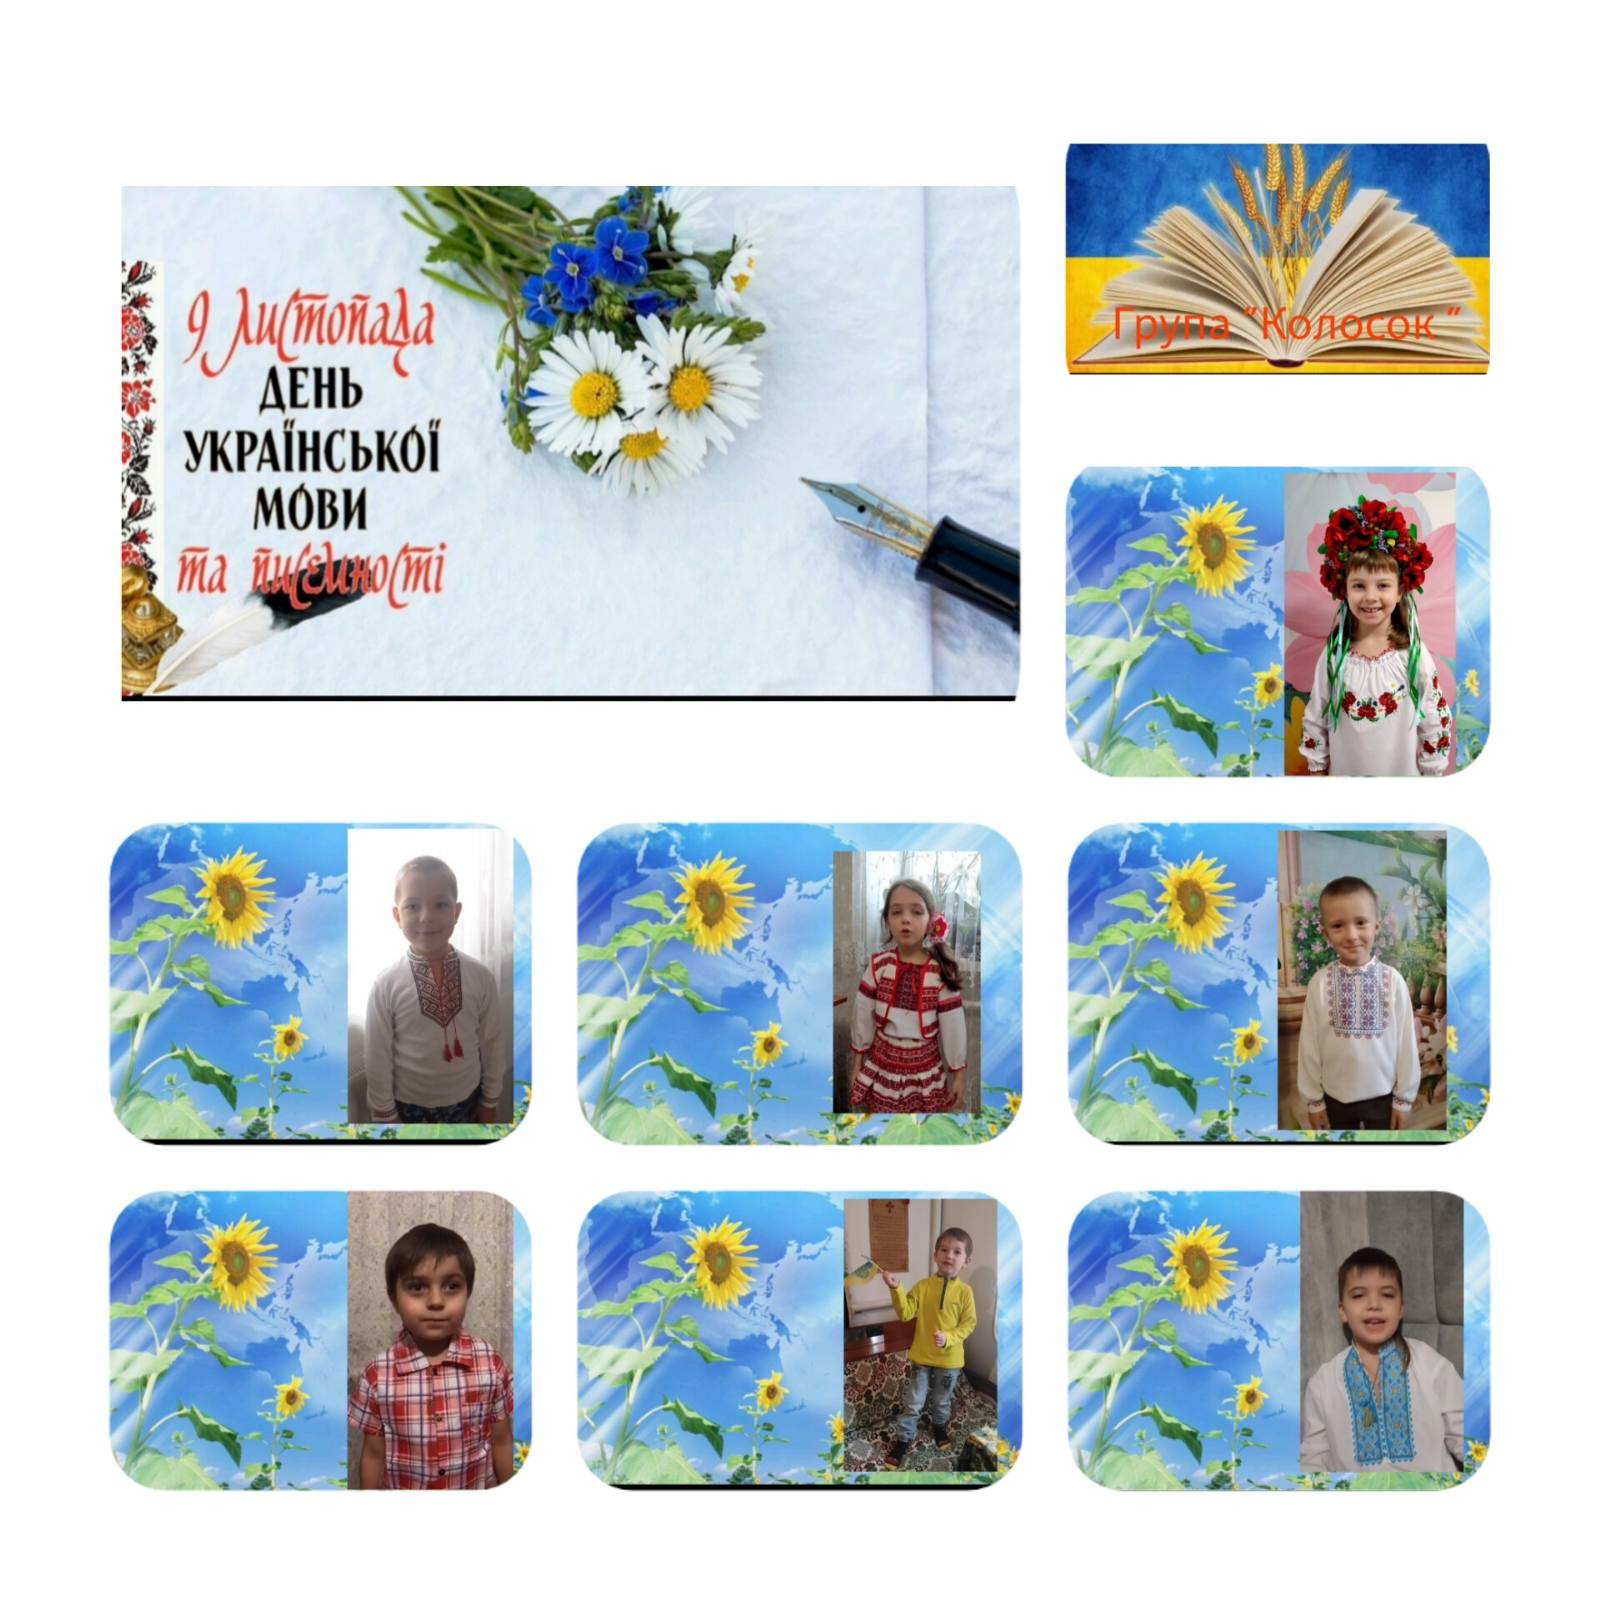 9 листопада
ДЕНЬ
УКРАЇНСЬКОЇ
МОВИ
та писемності
Група "Колосок "